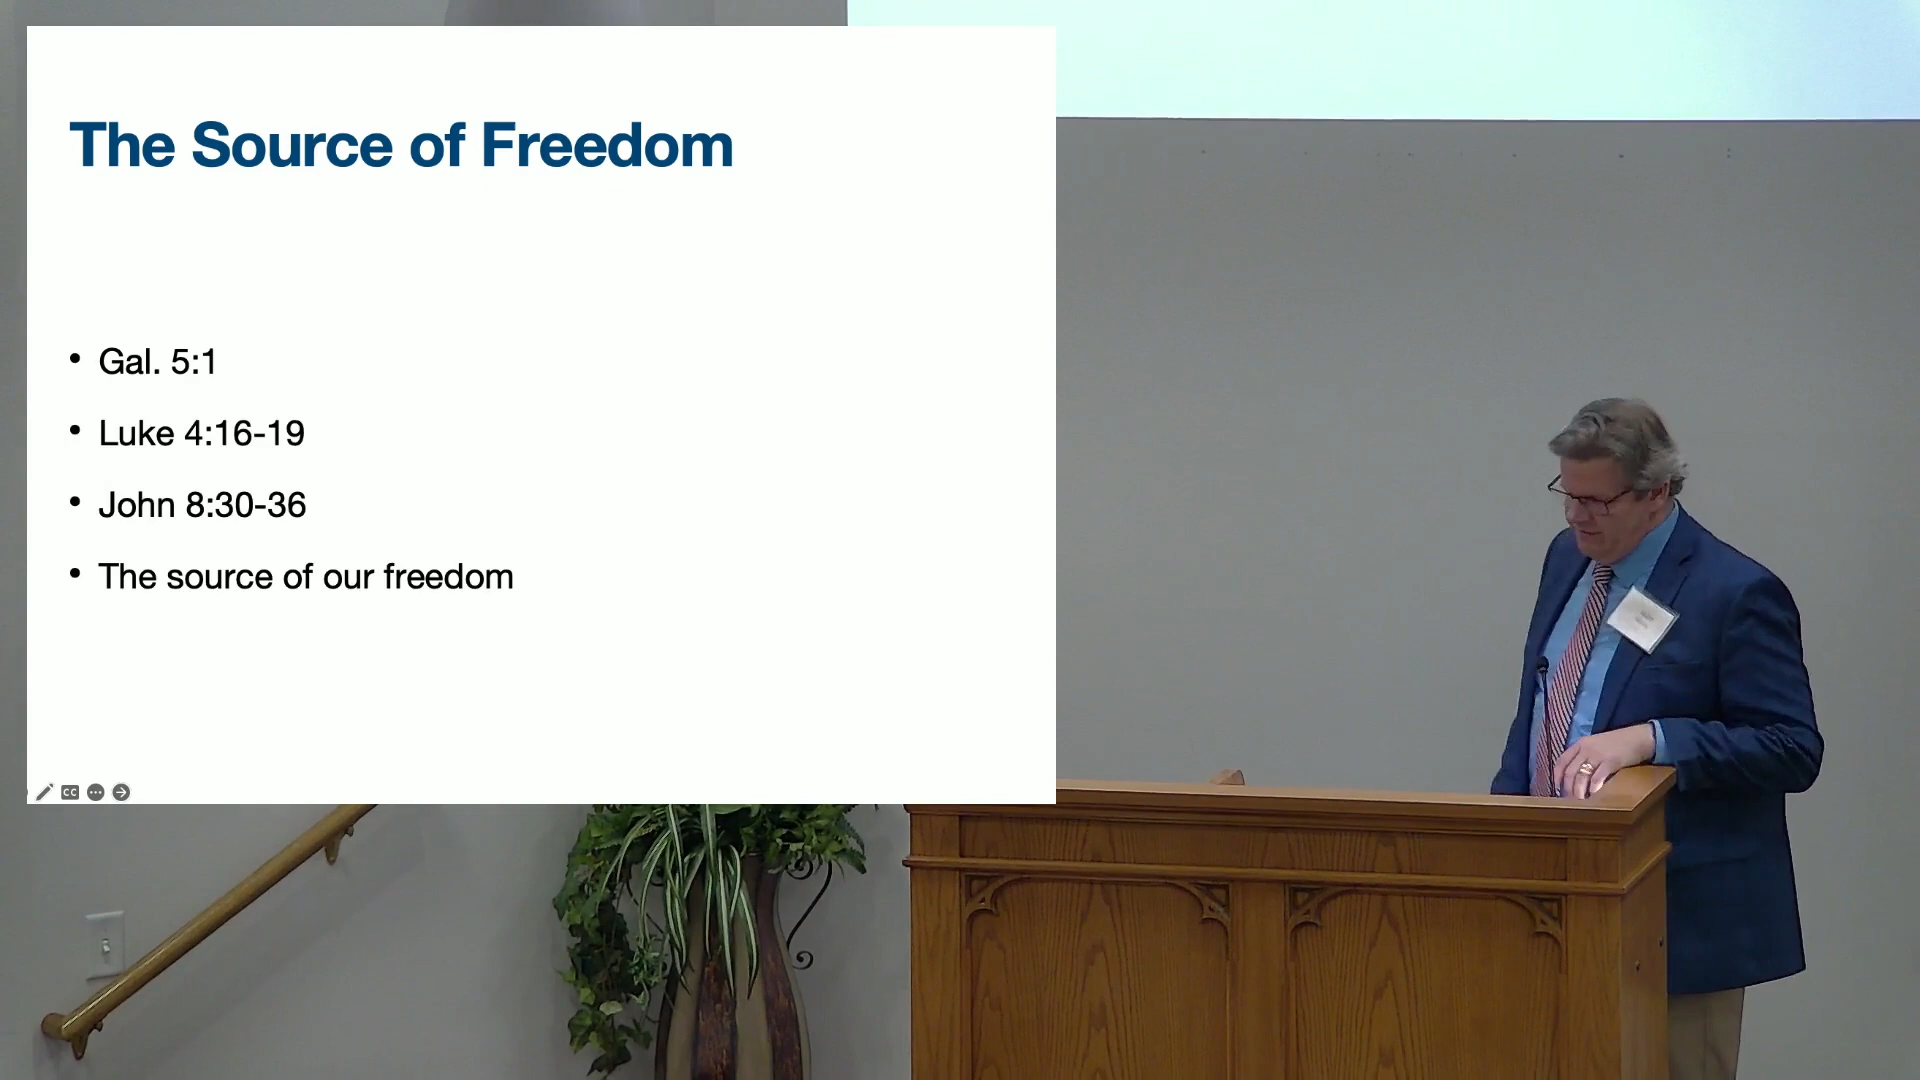 The Source of Freedom
• Gal. 5:1
• Luke 4:16-19
• John 8:30-36
• The source of our freedom
CC